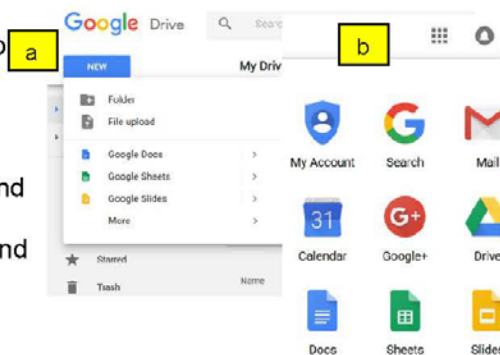 a
nd
nd
Google Drive
NEW
My Driv
Folder
File upload
Google Docs
Google Sheets
Google Slides
More
Starred
Trash
Name
b
My Account Search Mail
31
Calendar Google+ Drive
G+
Docs Sheets Slides